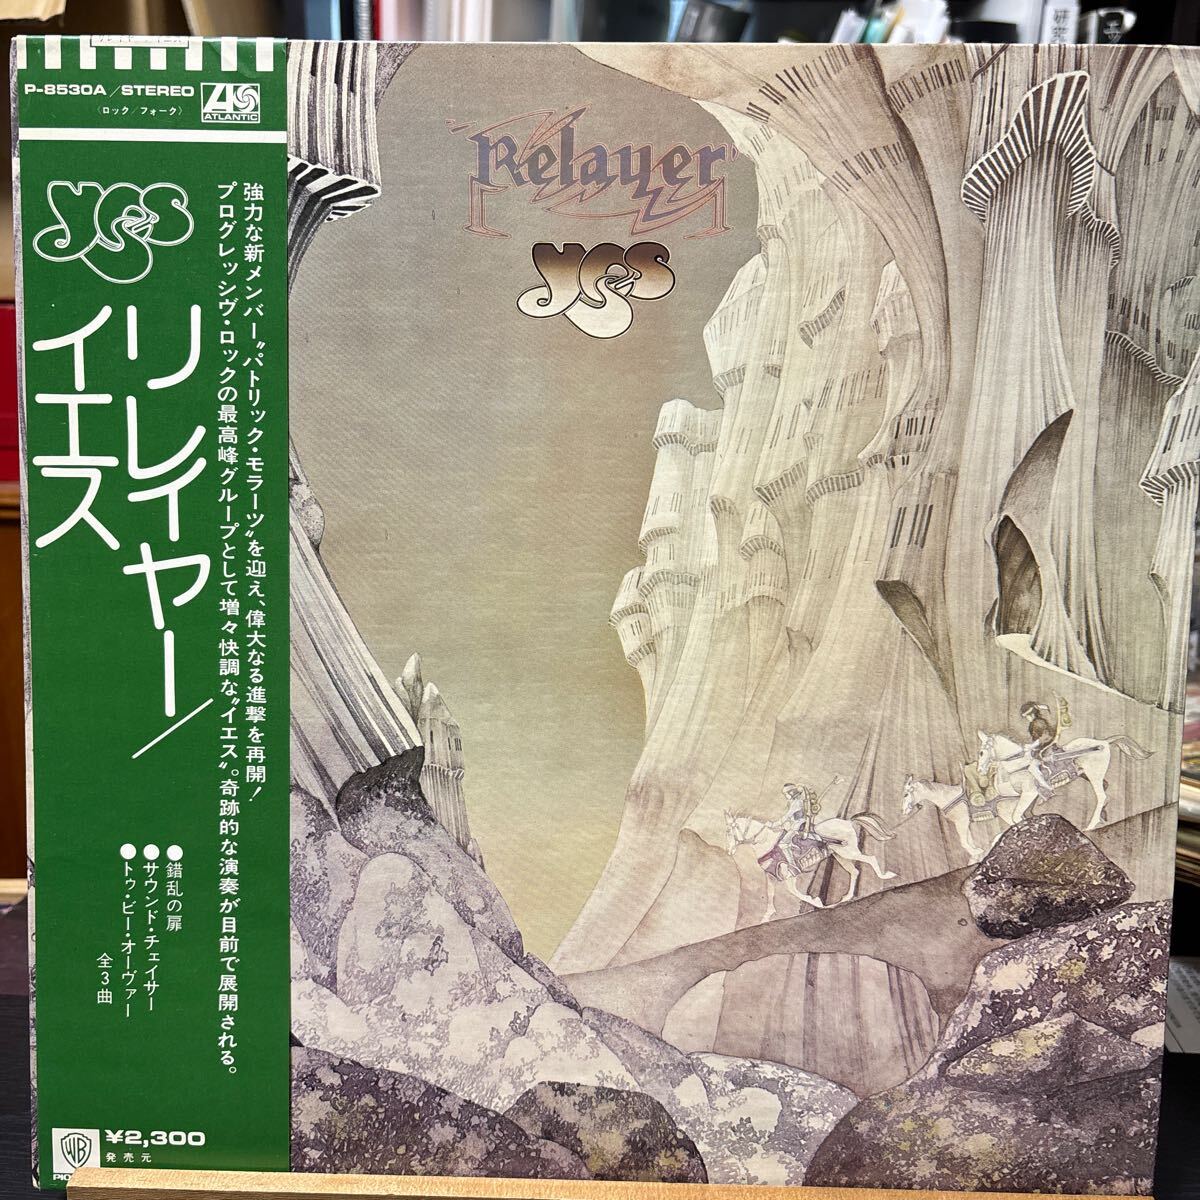 P-8530A/STEREO
〈ロック/フォーク〉
ATLANTIC
yes
リレイヤー/
イエス
強力な新メンバー〝パトリック・モラーツ〟を迎え、偉大なる進撃を再開!
プログレッシヴ・ロックの最高峰グループとして増々快調な〝イエス〟。奇跡的な演奏が目前で展開される。
●錯乱の扉
●サウンド・チェイサー
●トゥ・ビー・オーヴァー
全3曲
¥2,300
発売元
WB
Relayer
yes
研究